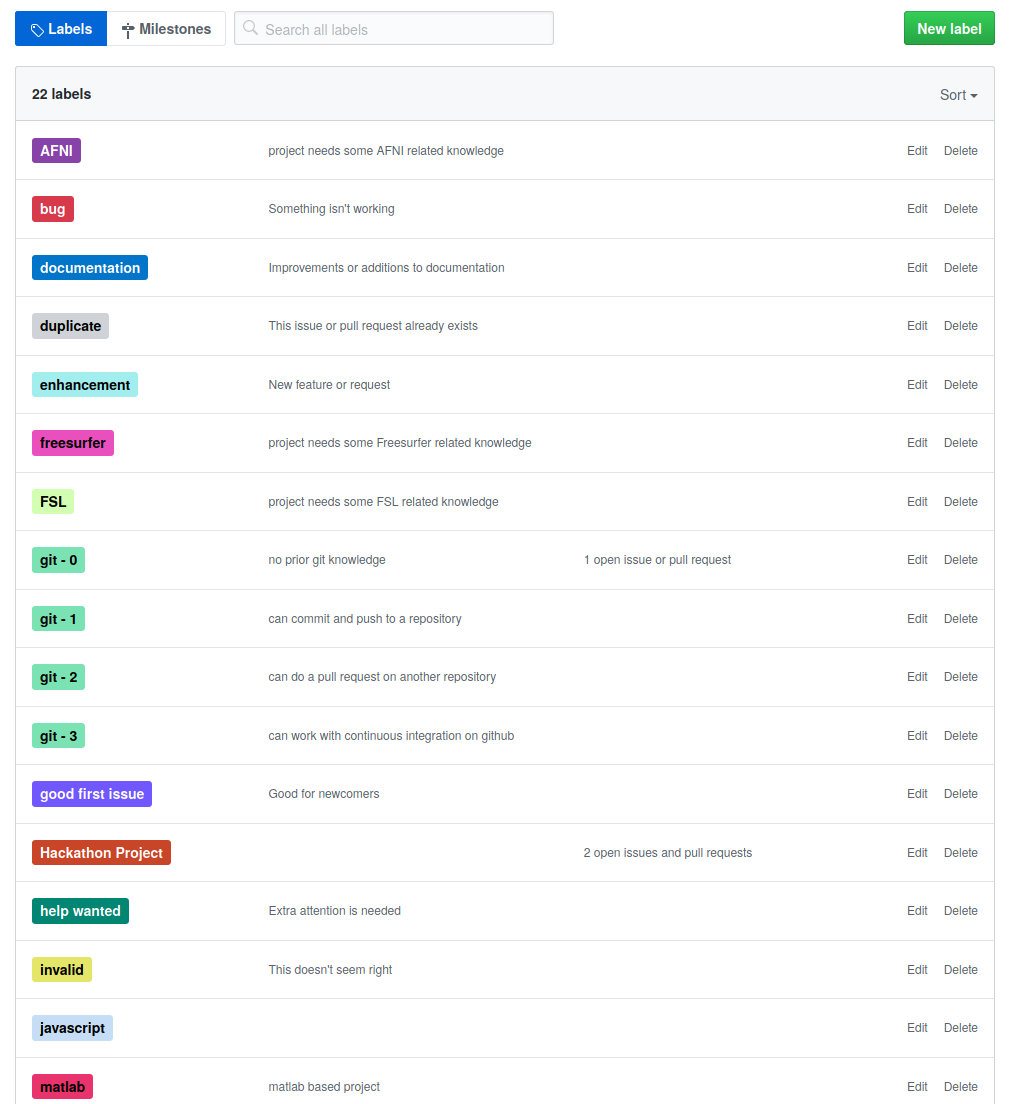 Labels Milestones Search all labels New label
22 labels Sort
AFNI project needs some AFNI related knowledge Edit Delete
bug Something isn't working Edit Delete
documentation Improvements or additions to documentation Edit Delete
duplicate This issue or pull request already exists Edit Delete
enhancement New feature or request Edit Delete
freesurfer project needs some Freesurfer related knowledge Edit Delete
FSL project needs some FSL related knowledge Edit Delete
git - 0 no prior git knowledge 1 open issue or pull request Edit Delete
git - 1 can commit and push to a repository Edit Delete
git - 2 can do a pull request on another repository Edit Delete
git - 3 can work with continuous integration on github Edit Delete
good first issue Good for newcomers Edit Delete
Hackathon Project 2 open issues and pull requests Edit Delete
help wanted Extra attention is needed Edit Delete
invalid This doesn't seem right Edit Delete
javascript Edit Delete
matlab matlab based project Edit Delete